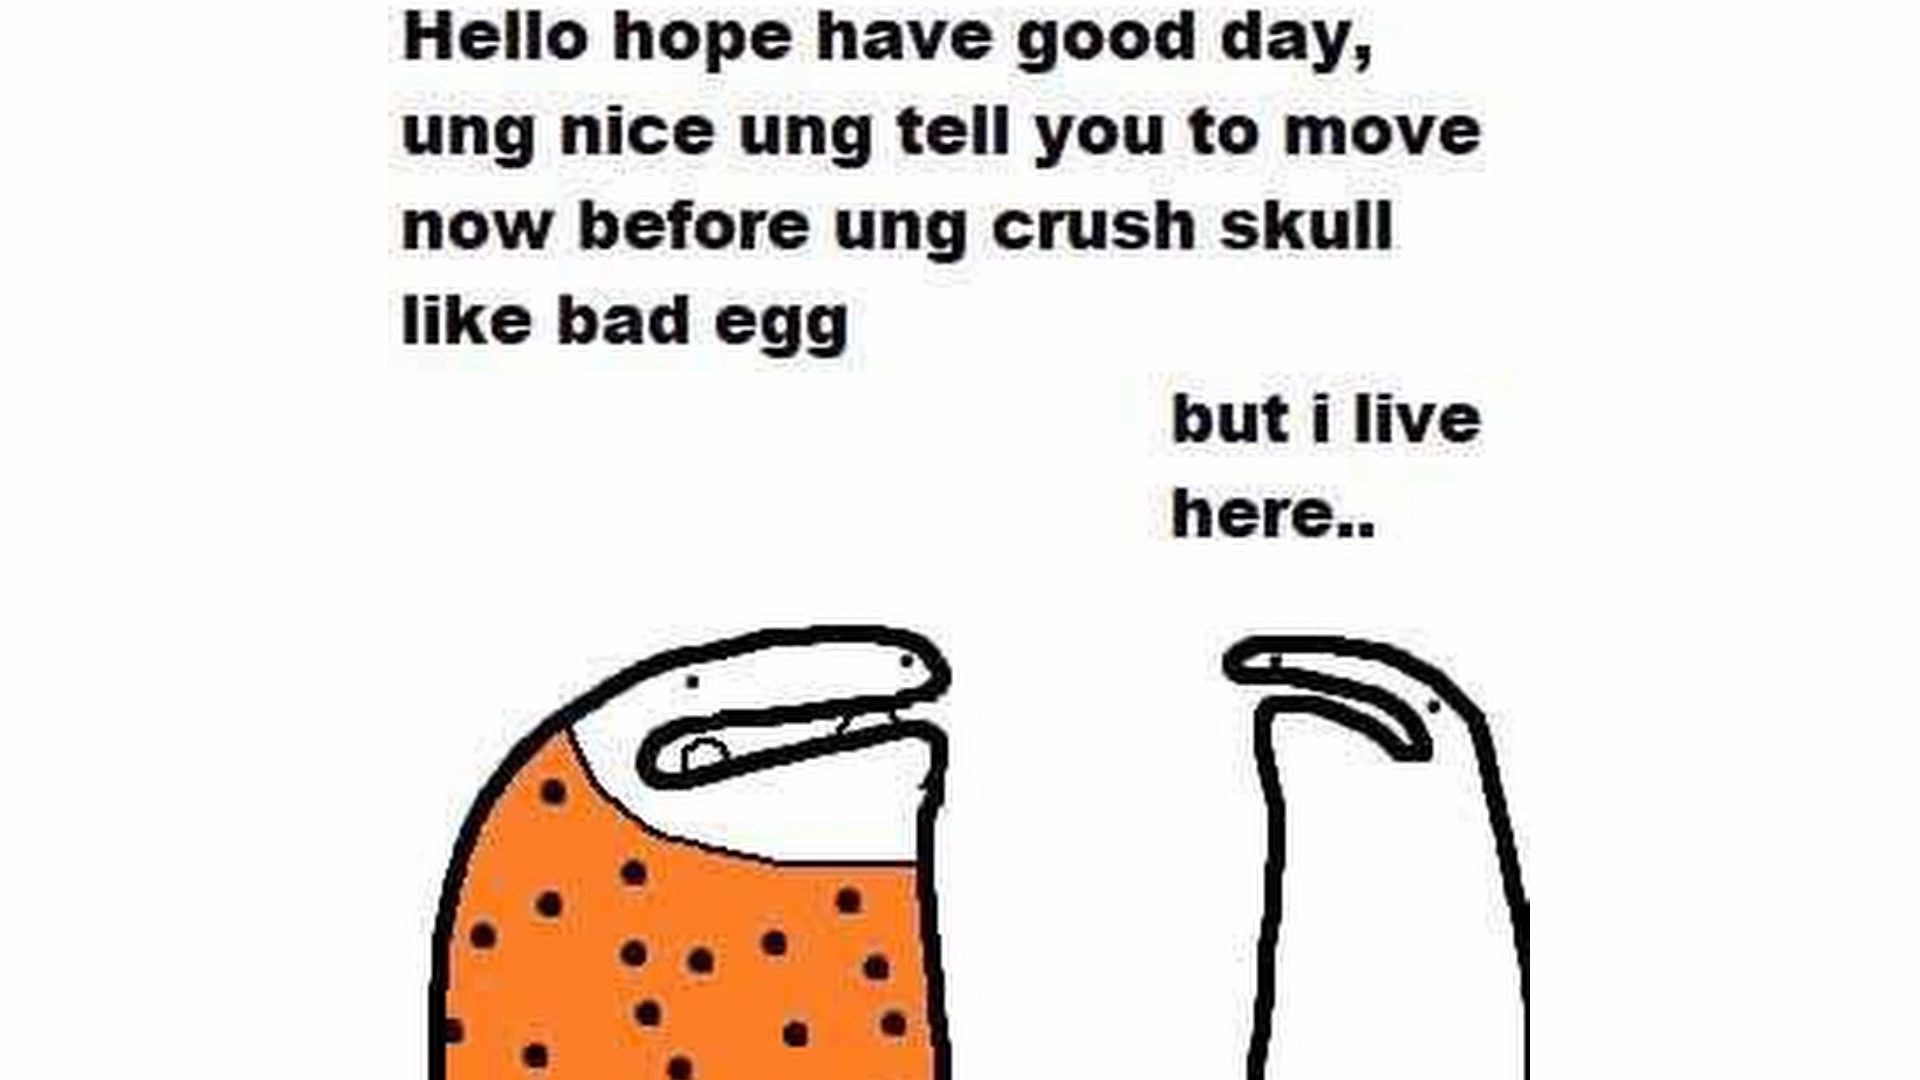 Hello hope have good day,
ung nice ung tell you to move
now before ung crush skull
like bad egg
but i live
here..